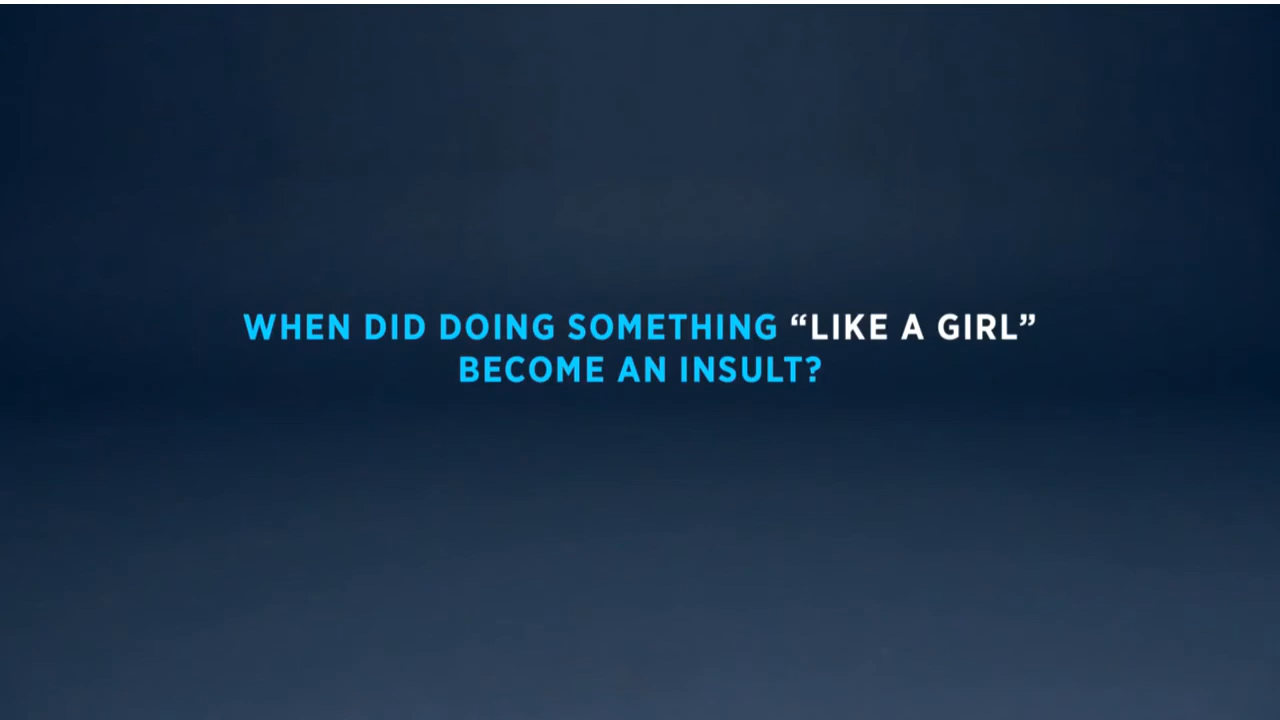 WHEN DID DOING SOMETHING “LIKE A GIRL”
BECOME AN INSULT?